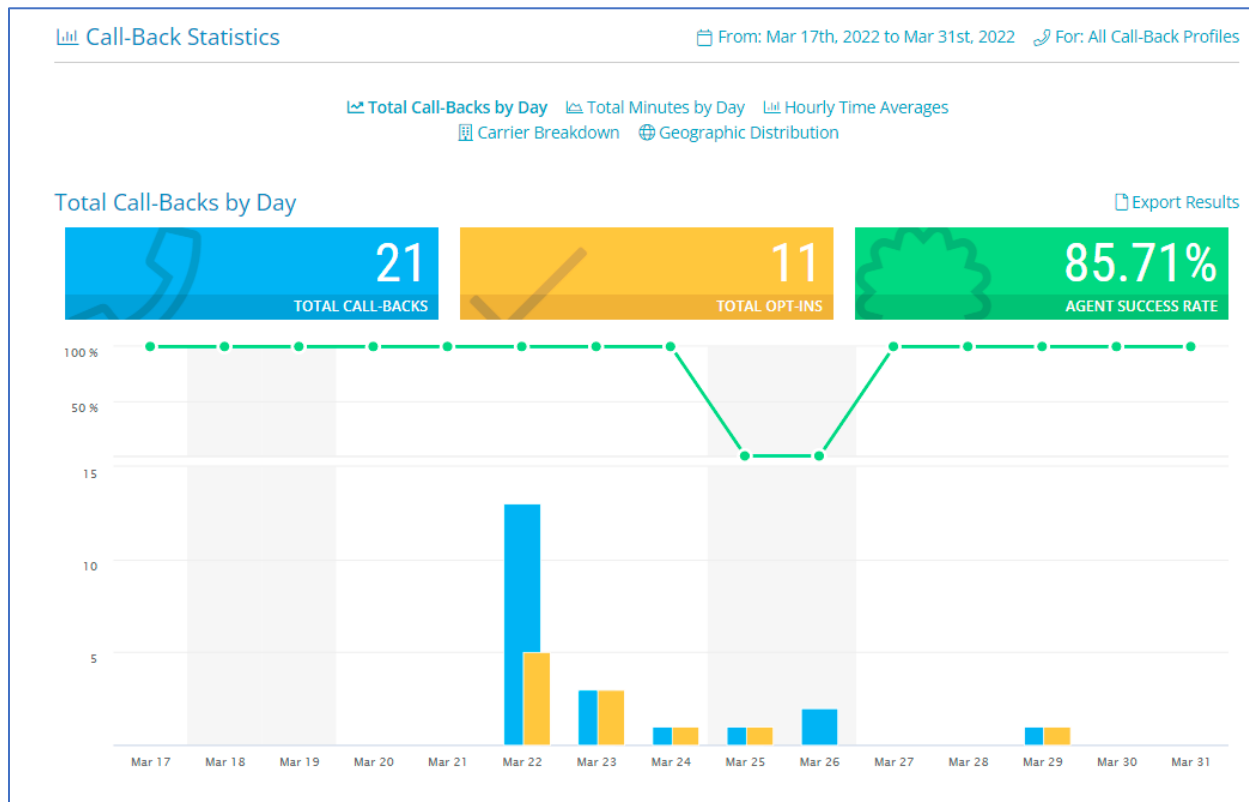 Call-Back Statistics From: Mar 17th, 2022 to Mar 31st, 2022 For: All Call-Back Profiles
Total Call-Backs by Day Total Minutes by Day Hourly Time Averages
Carrier Breakdown Geographic Distribution
Total Call-Backs by Day Export Results
21 11 85.71%
TOTAL CALL-BACKS TOTAL OPT-INS AGENT SUCCESS RATE
100 %
50 %
15
10
5
Mar 17 Mar 18 Mar 19 Mar 20 Mar 21 Mar 22 Mar 23 Mar 24 Mar 25 Mar 26 Mar 27 Mar 28 Mar 29 Mar 30 Mar 31